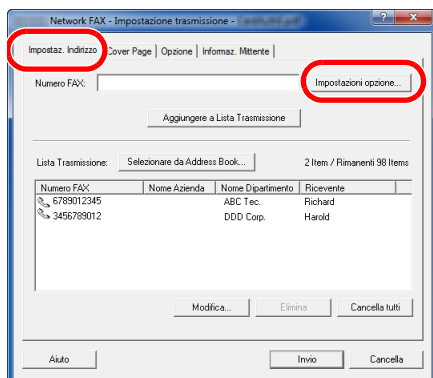 Network FAX - Impostazione trasmissione -
Impostaz. Indirizzo Cover Page Opzione Informaz. Mittente
Numero FAX: Impostazioni opzione...
Aggiungere a Lista Trasmissione
Lista Trasmissione: Selezionare da Address Book... 2 Item / Rimanenti 98 Items
Numero FAX Nome Azienda Nome Dipartimento Ricevente
6789012345 ABC Tec. Richard
3456789012 DDD Corp. Harold
Modifica... Elimina Cancella tutti
Aiuto Invio Cancella